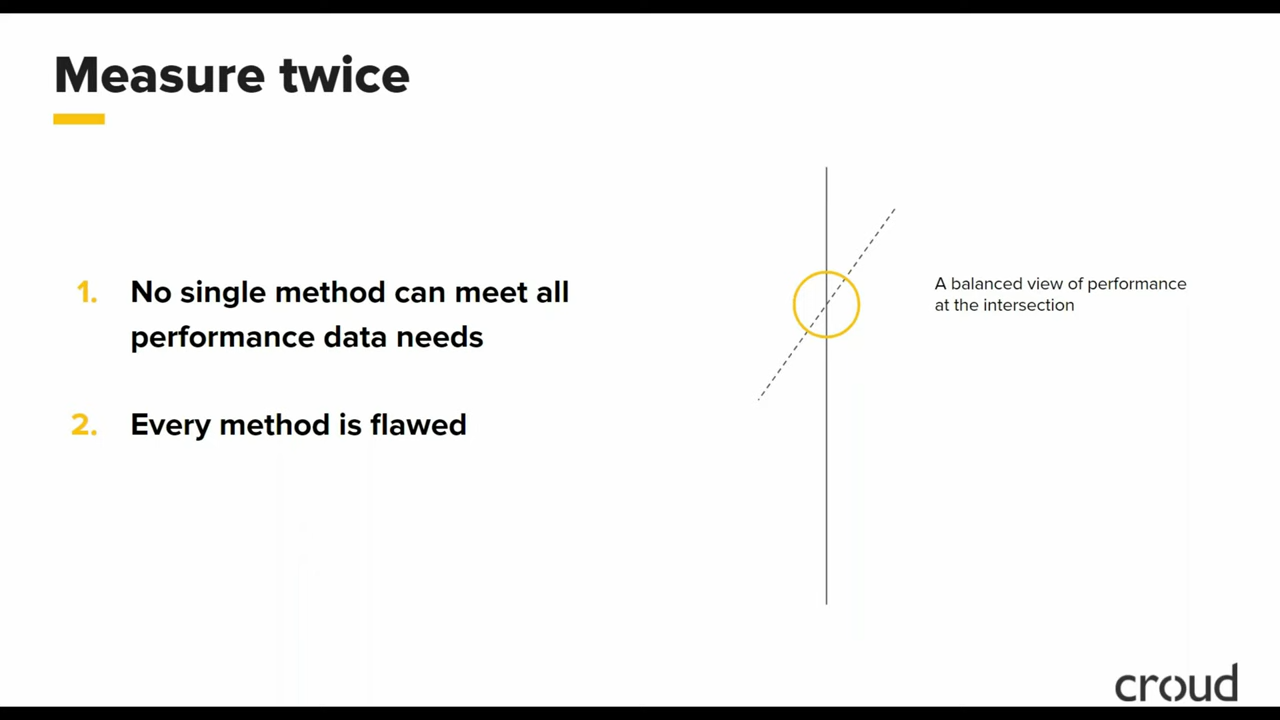 Measure twice
1. No single method can meet all
performance data needs
2. Every method is flawed
A balanced view of performance
at the intersection
croud